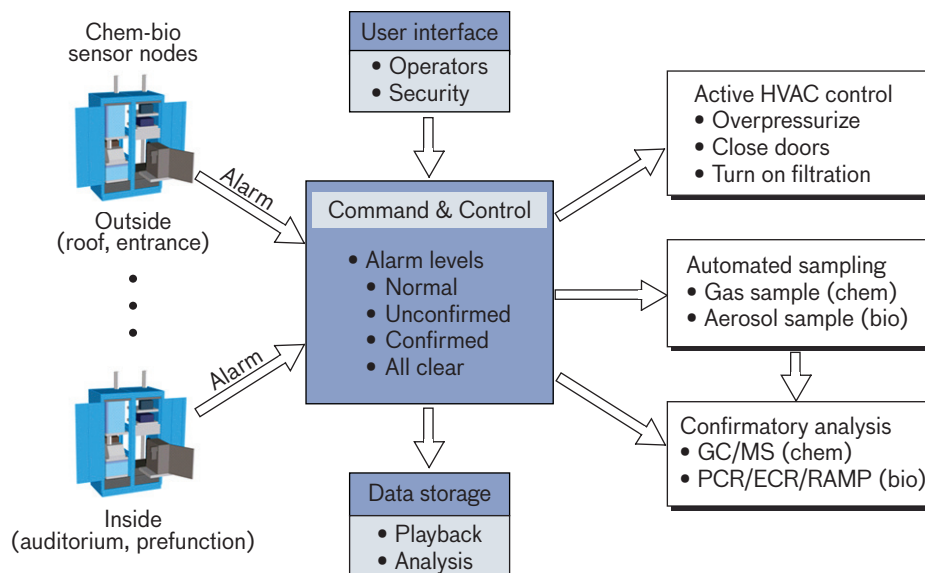 Chem-bio
sensor nodes
Alarm
Outside
(roof, entrance)
•
•
•
Alarm
Inside
(auditorium, prefunction)
User interface
• Operators
• Security
Command & Control
• Alarm levels
• Normal
• Unconfirmed
• Confirmed
• All clear
Data storage
• Playback
• Analysis
Active HVAC control
• Overpressurize
• Close doors
• Turn on filtration
Automated sampling
• Gas sample (chem)
• Aerosol sample (bio)
Confirmatory analysis
• GC/MS (chem)
• PCR/ECR/RAMP (bio)